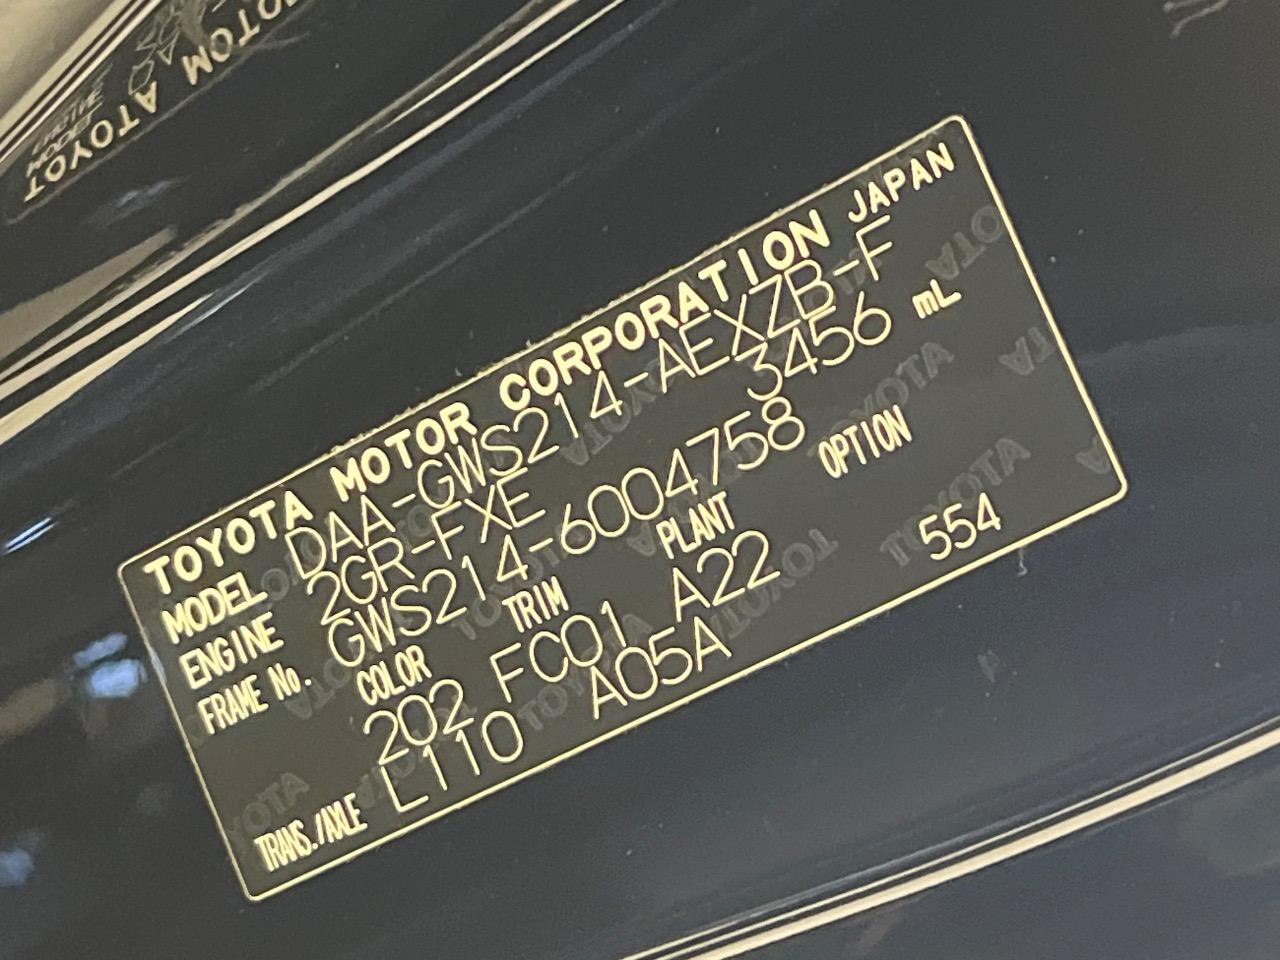 TOYOTA MOTOR CORPORATION JAPAN
MODEL DAA-GWS214-AEXZB-F
ENGINE 2GR-FXE 3456 mL
FRAME No. GWS214-6004758
COLOR TRIM PLANT OPTION
202 FC01 A22 554
TRANS./AXLE L110 A05A